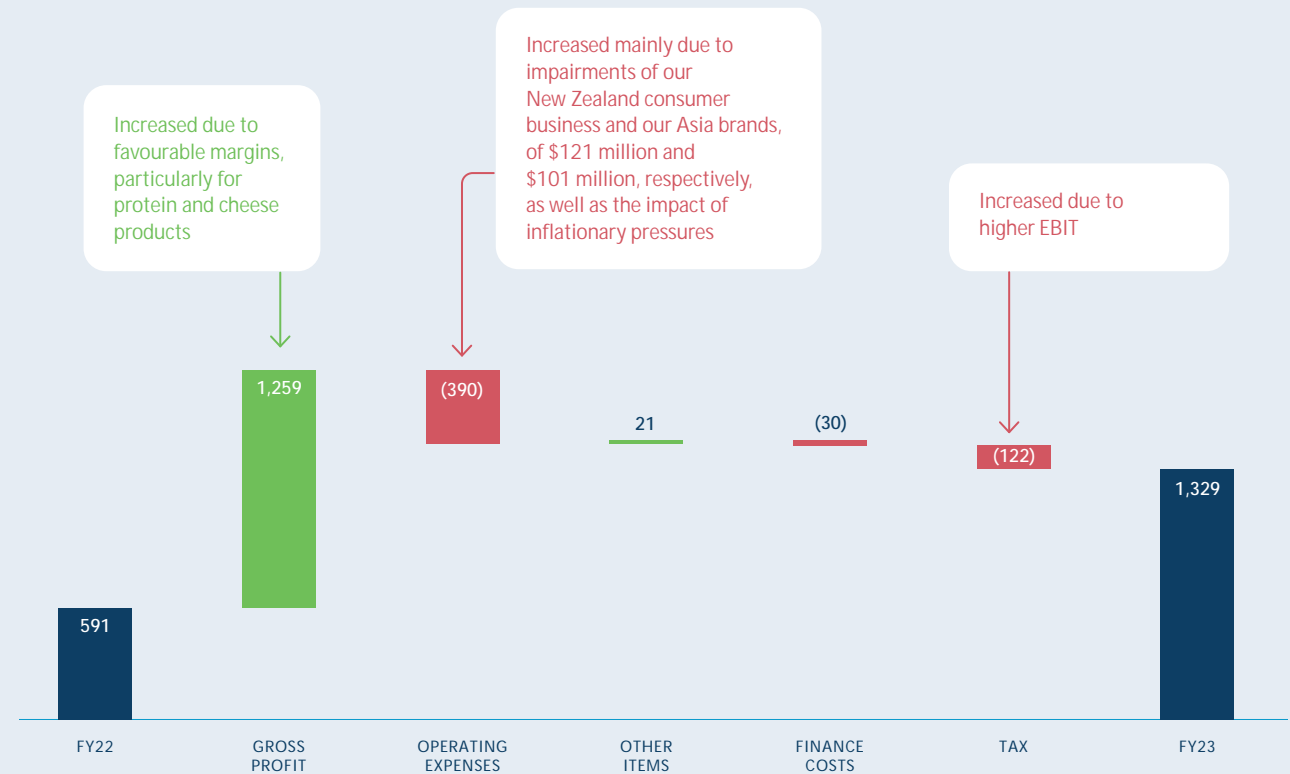 Increased due to
favourable margins,
particularly for
protein and cheese
products
Increased mainly due to
impairments of our
New Zealand consumer
business and our Asia brands,
of $121 million and
$101 million, respectively,
as well as the impact of
inflationary pressures
Increased due to
higher EBIT
591
1,259
(390)
21
(30)
(122)
1,329
FY22
GROSS
PROFIT
OPERATING
EXPENSES
OTHER
ITEMS
FINANCE
COSTS
TAX
FY23